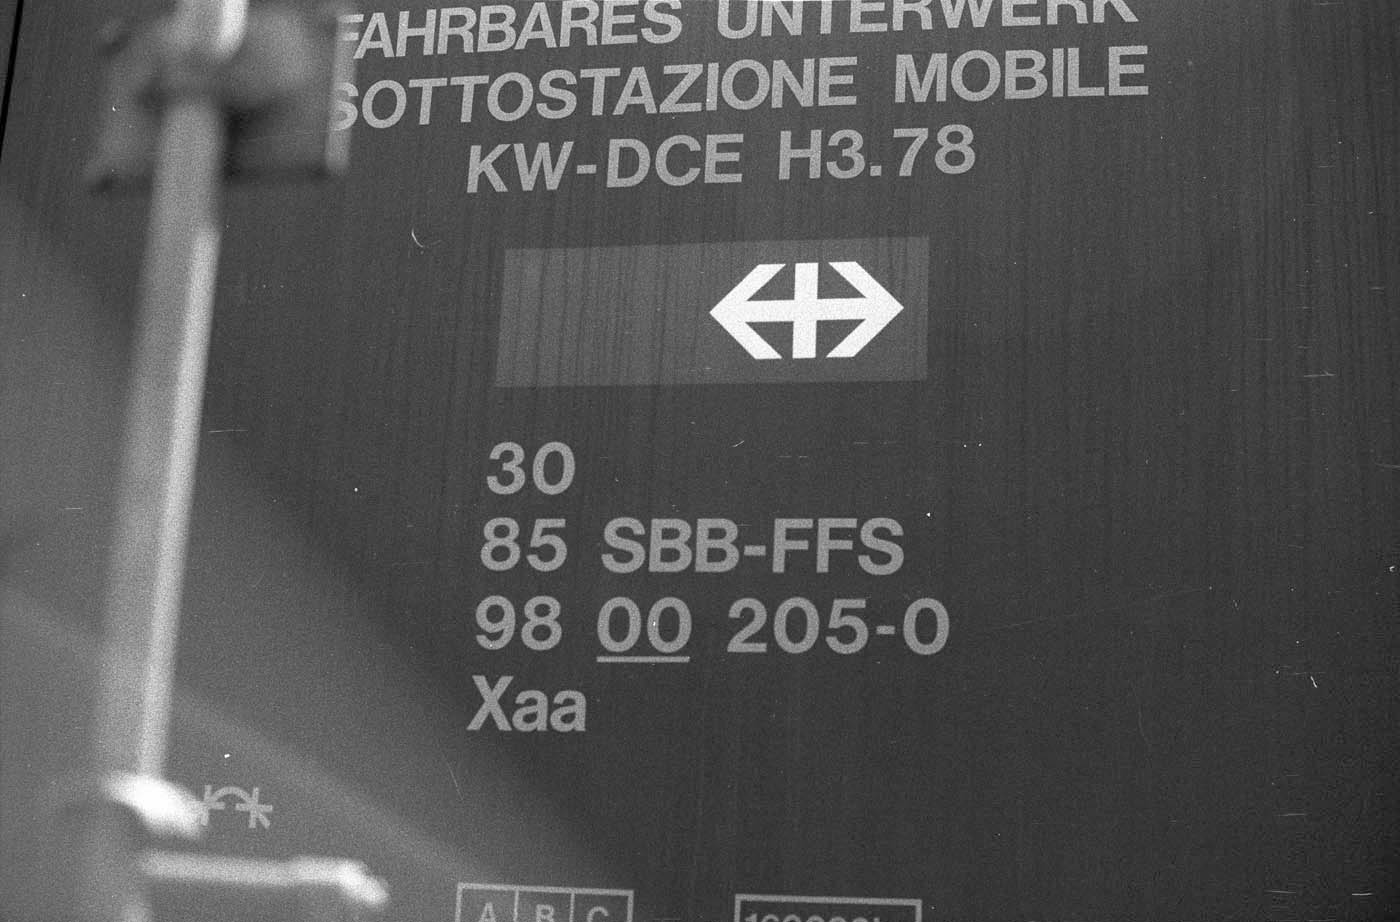 FAHRBARES UNTERWERK
SOTTOSTAZIONE MOBILE
KW-DCE H3.78
30
85 SBB-FFS
98 00 205-0
Xaa
A B C